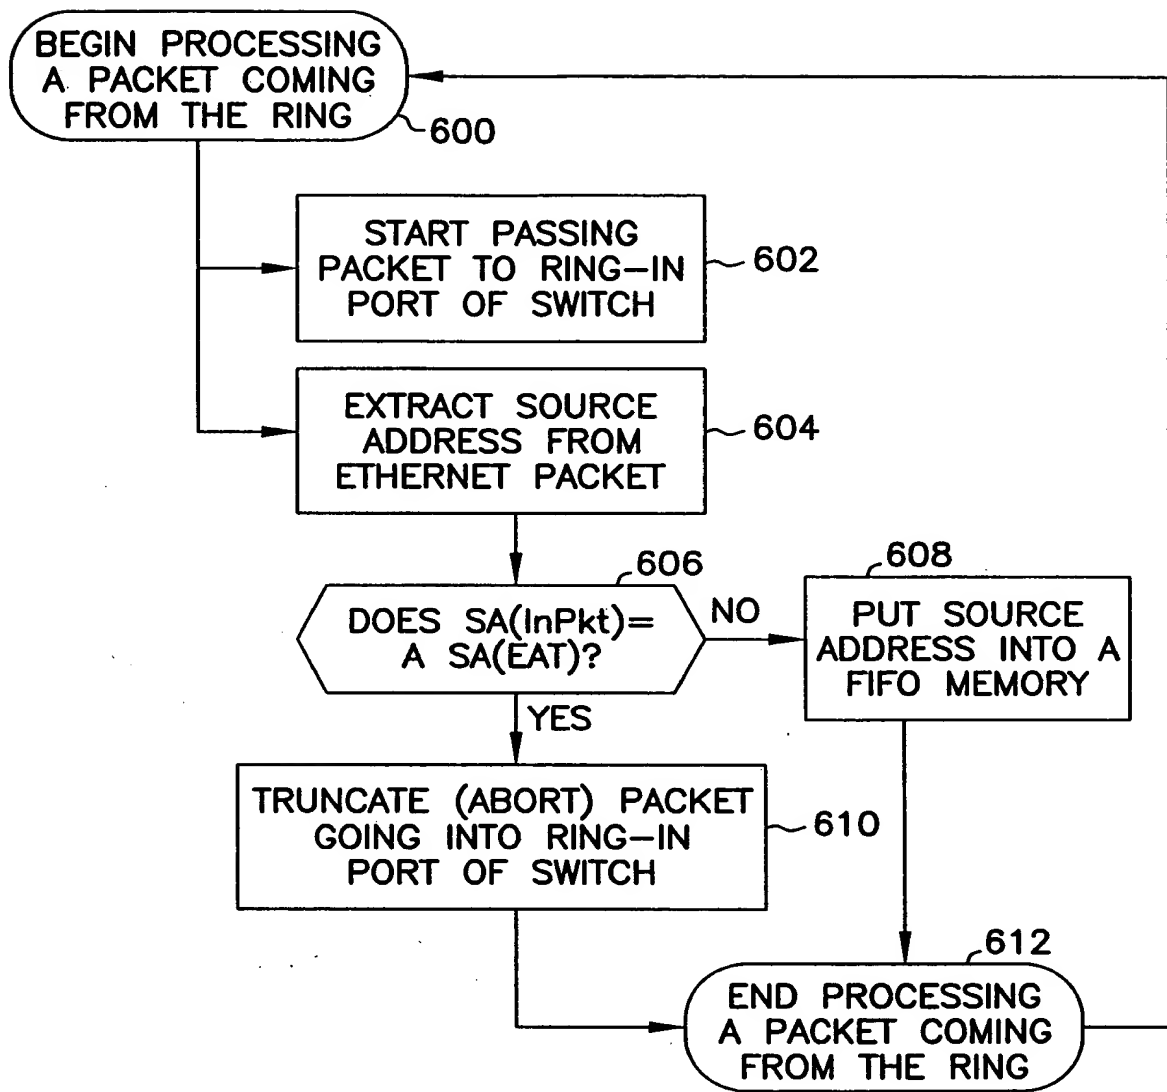 BEGIN PROCESSING
A PACKET COMING
FROM THE RING
600
START PASSING
PACKET TO RING-IN
PORT OF SWITCH
602
EXTRACT SOURCE
ADDRESS FROM
ETHERNET PACKET
604
606
DOES SA(InPkt)=
A SA(EAT)?
NO
YES
608
PUT SOURCE
ADDRESS INTO A
FIFO MEMORY
TRUNCATE (ABORT) PACKET
GOING INTO RING-IN
PORT OF SWITCH
610
612
END PROCESSING
A PACKET COMING
FROM THE RING